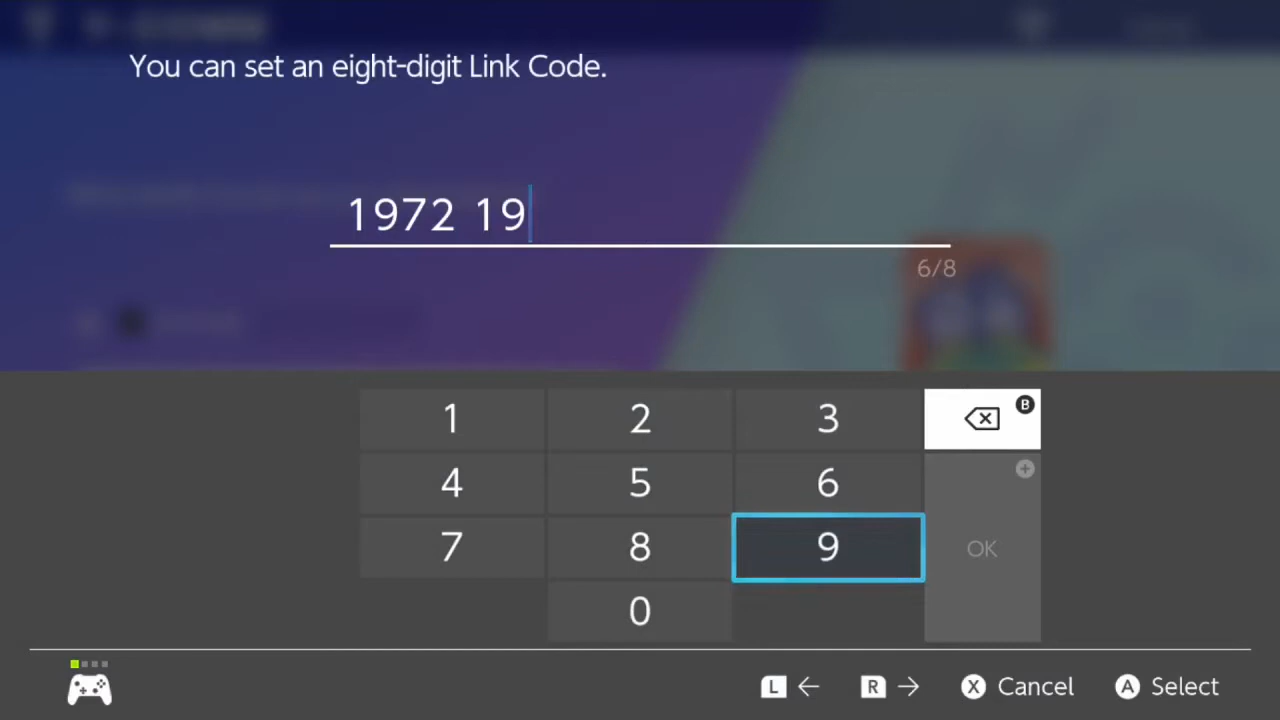 You can set an eight-digit Link Code.
1972 19
6/8
1 2 3 B
4 5 6 +
7 8 9 OK
0
L ← R → X Cancel A Select